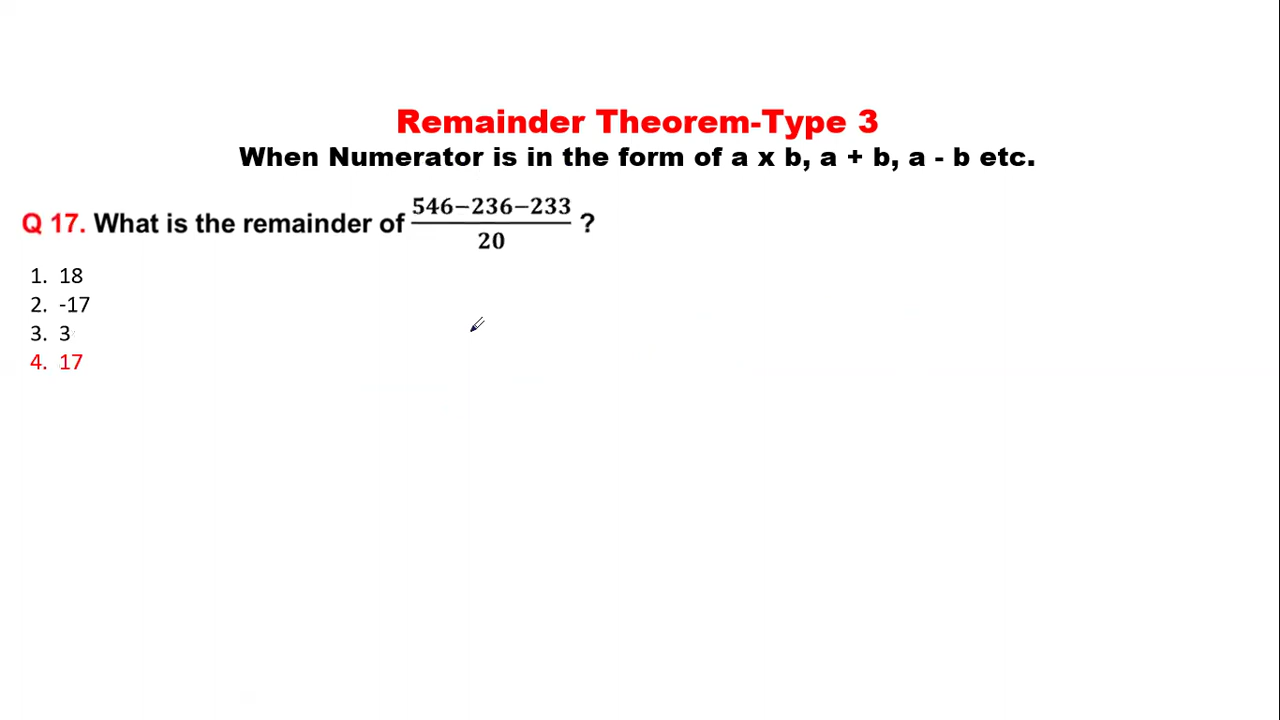 Remainder Theorem-Type 3
When Numerator is in the form of a x b, a + b, a - b etc.
Q 17. What is the remainder of \frac{546−236−233}{20} ?
1. 18
2. -17
3. 3
4. 17